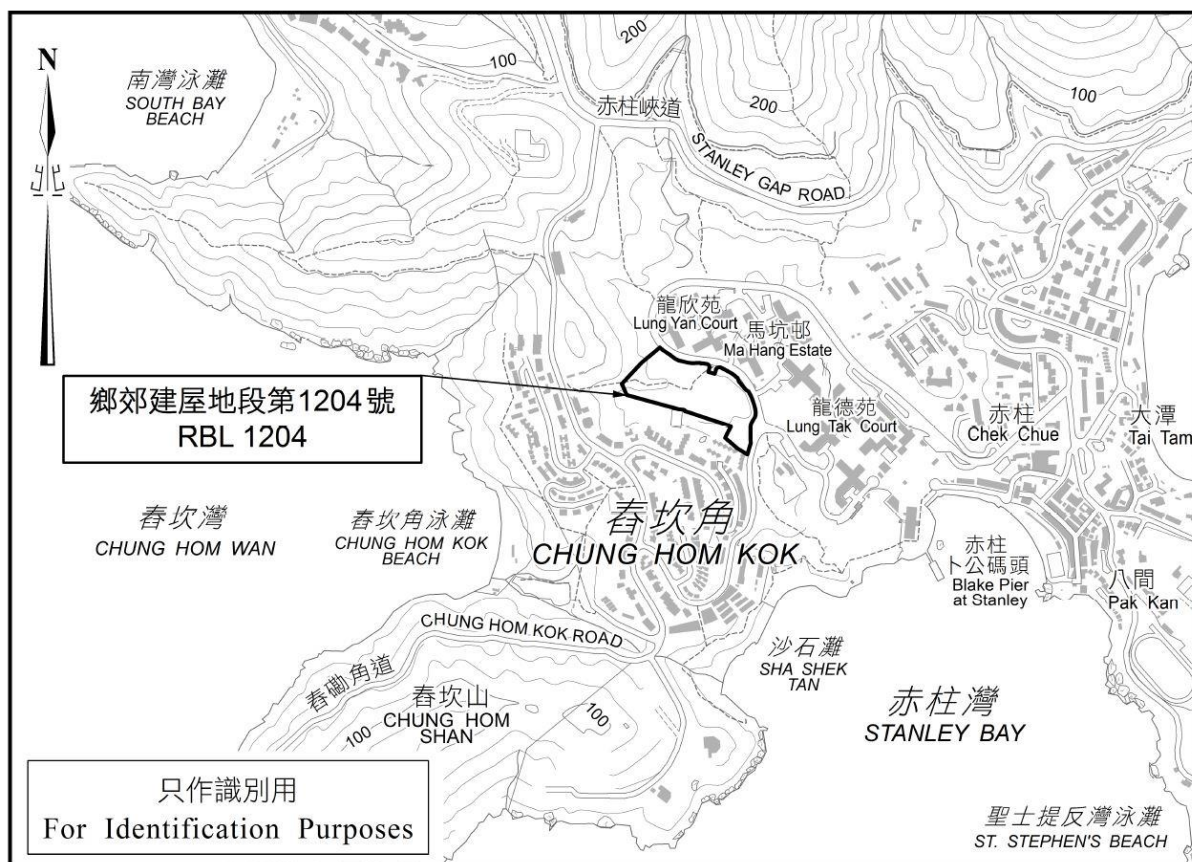 N
南灣泳灘
SOUTH BAY
BEACH
100
200
200
100
赤柱峽道
STANLEY GAP ROAD
龍欣苑
Lung Yan Court
馬坑邨
Ma Hang Estate
鄉郊建屋地段第1204號
RBL 1204
龍德苑
Lung Tak Court
赤柱
Chek Chue
大潭
Tai Tam
舂坎灣
CHUNG HOM WAN
舂坎角泳灘
CHUNG HOM KOK
BEACH
舂坎角
CHUNG HOM KOK
赤柱
卜公碼頭
Blake Pier
at Stanley
八間
Pak Kan
CHUNG HOM KOK ROAD
舂磡角道
沙石灘
SHA SHEK
TAN
舂坎山
CHUNG HOM
SHAN
100
100
赤柱灣
STANLEY BAY
只作識別用
For Identification Purposes
聖士提反灣泳灘
ST. STEPHEN'S BEACH